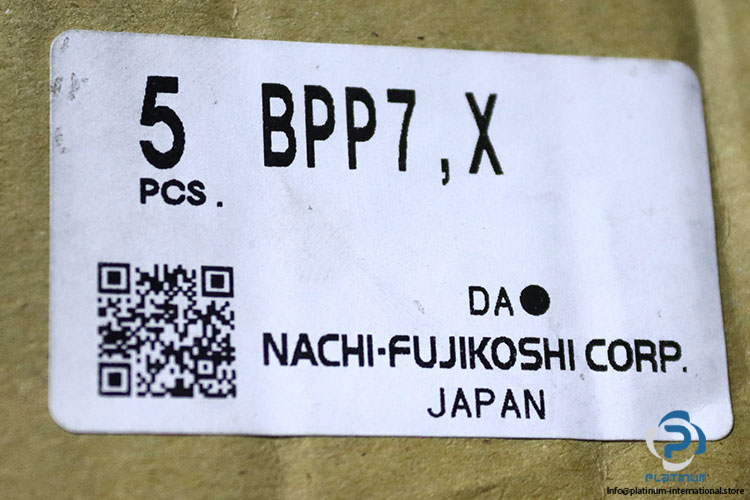 5 BPP7,X
PCS.
DA●
NACHI-FUJIKOSHI CORP.
JAPAN
PLATINUM
Info@platinum-international.store